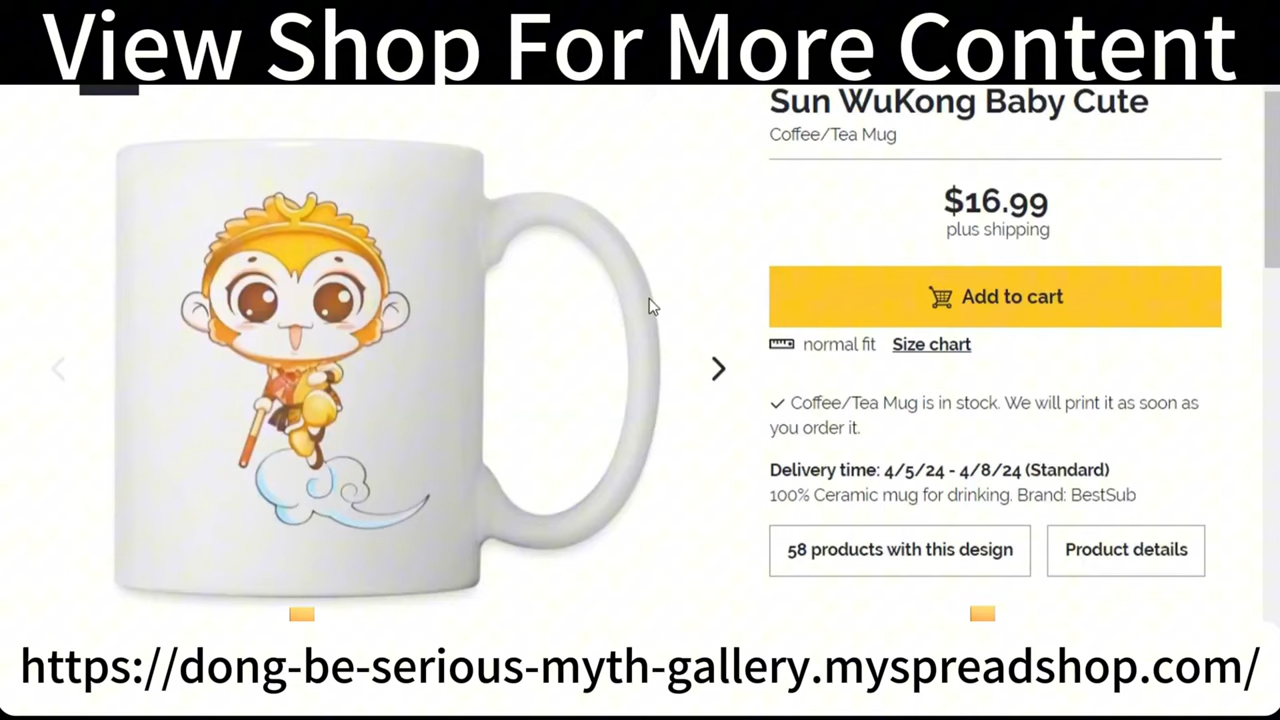 View Shop For More Content
Sun WuKong Baby Cute
Coffee/Tea Mug
$16.99
plus shipping
Add to cart
normal fit Size chart
✓ Coffee/Tea Mug is in stock. We will print it as soon as
you order it.
Delivery time: 4/5/24 - 4/8/24 (Standard)
100% Ceramic mug for drinking. Brand: BestSub
58 products with this design Product details
https://dong-be-serious-myth-gallery.myspreadshop.com/